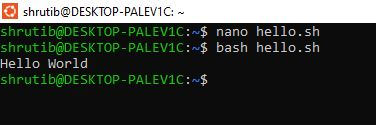 shrutib@DESKTOP-PALEV1C: ~
shrutib@DESKTOP-PALEV1C:~$ nano hello.sh
shrutib@DESKTOP-PALEV1C:~$ bash hello.sh
Hello World
shrutib@DESKTOP-PALEV1C:~$